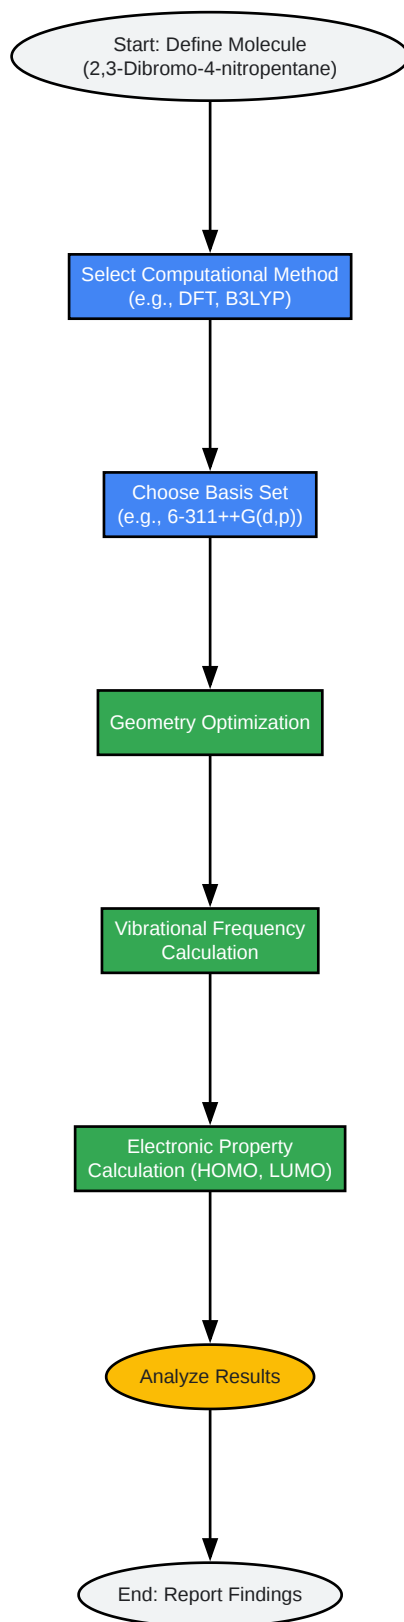 Start: Define Molecule
(2,3-Dibromo-4-nitropentane)
Select Computational Method
(e.g., DFT, B3LYP)
Choose Basis Set
(e.g., 6-311++G(d,p))
Geometry Optimization
Vibrational Frequency
Calculation
Electronic Property
Calculation (HOMO, LUMO)
Analyze Results
End: Report Findings